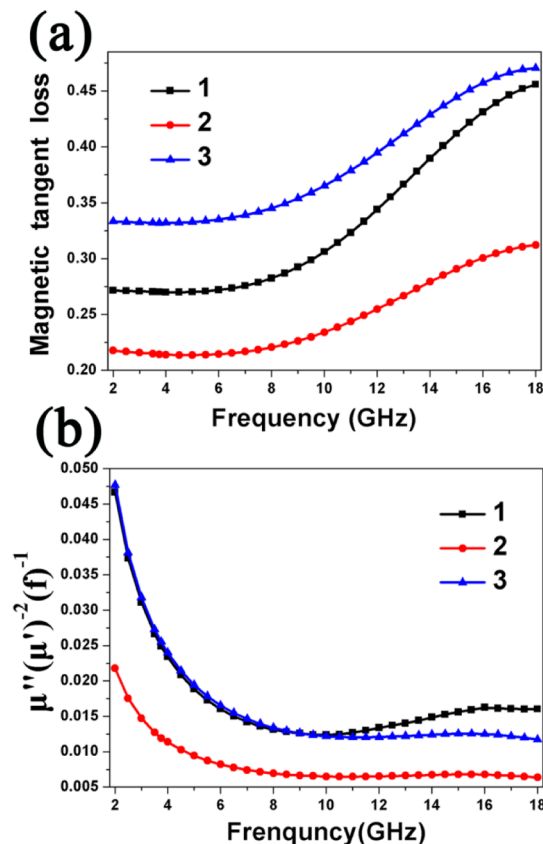 (a)
Magnetic tangent loss
0.45
0.40
0.35
0.30
0.25
0.20
1
2
3
2 4 6 8 10 12 14 16 18
Frequency (GHz)
(b)
μ''(μ')⁻²(f)⁻¹
0.050
0.045
0.040
0.035
0.030
0.025
0.020
0.015
0.010
0.005
1
2
3
2 4 6 8 10 12 14 16 18
Frenquncy(GHz)